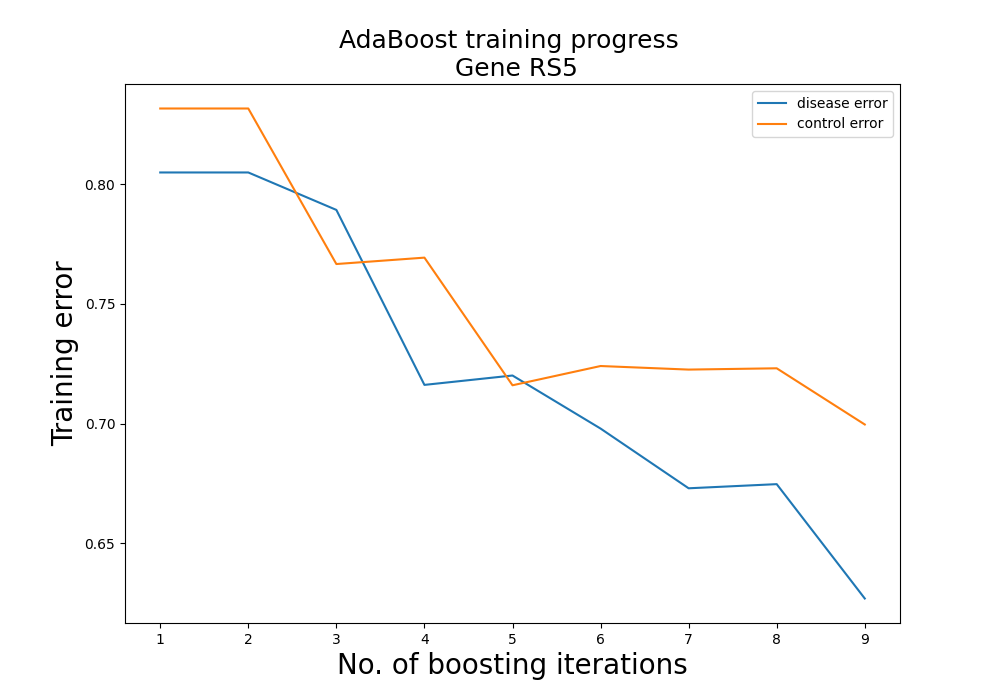 AdaBoost training progress
Gene RS5
disease error
control error
Training error
0.80
0.75
0.70
0.65
1 2 3 4 5 6 7 8 9
No. of boosting iterations